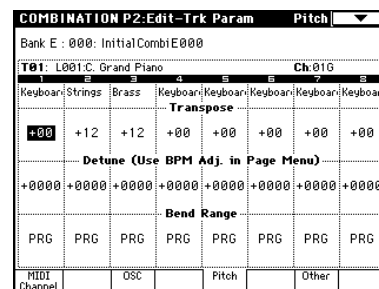 COMBINATION P2:Edit-Trk Param Pitch
Bank E : 000: InitialCombiE000
T01: L001:C. Grand Piano Ch:01G
1 2 3 4 5 6 7 8
Keyboar Strings Brass Keyboar Keyboar Keyboar Keyboar Keyboar
Transpose
+00 +12 +12 +00 +00 +00 +00 +00
Detune (Use BPM Adj. in Page Menu)
+0000 +0000 +0000 +0000 +0000 +0000 +0000 +0000
Bend Range
PRG PRG PRG PRG PRG PRG PRG PRG
MIDI Channel OSC Pitch Other